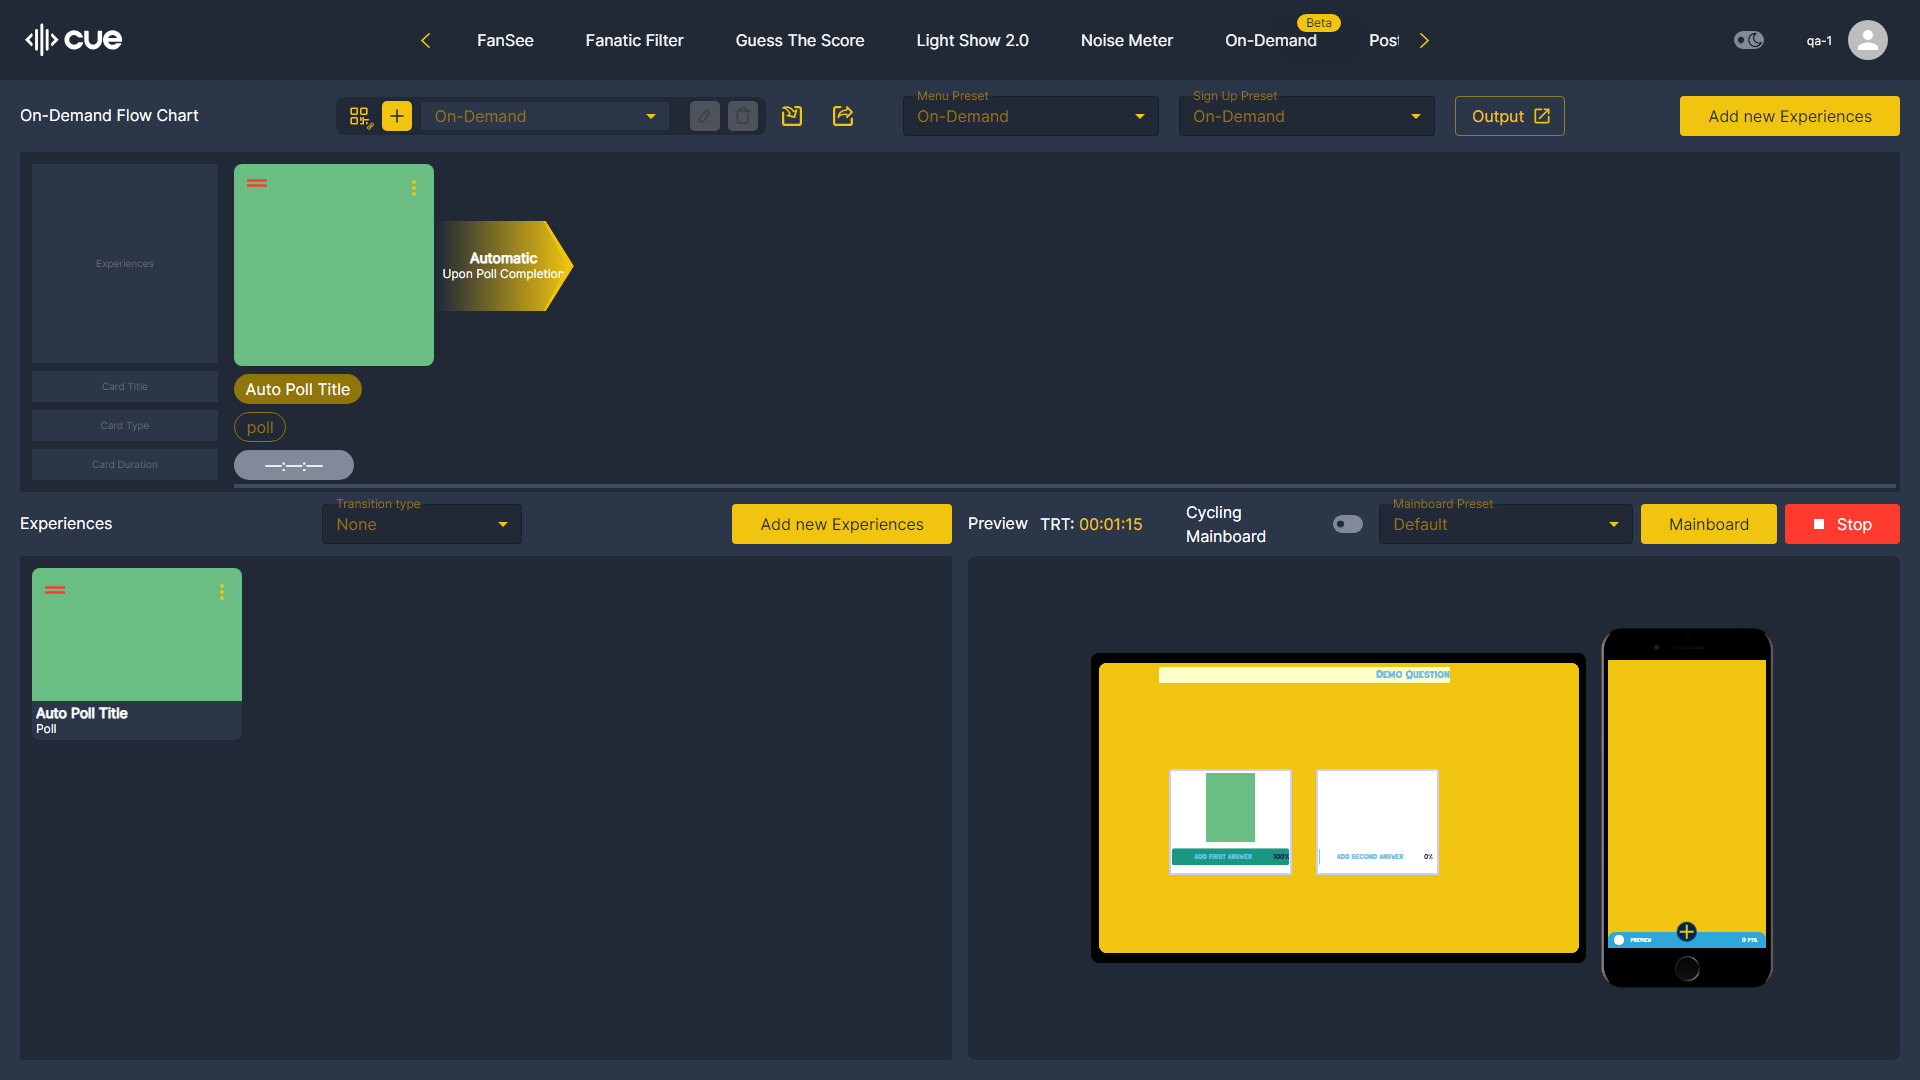 cue
FanSee
Fanatic Filter
Guess The Score
Light Show 2.0
Noise Meter
On-Demand
Beta
Post
qa-1
On-Demand Flow Chart
On-Demand
Menu Preset
On-Demand
Sign Up Preset
On-Demand
Output
Add new Experiences
Experiences
Automatic
Upon Poll Completion
Card Title
Auto Poll Title
Card Type
poll
Card Duration
—:—:—
Experiences
Transition type
None
Add new Experiences
Preview
TRT: 00:01:15
Cycling
Mainboard
Mainboard Preset
Default
Mainboard
Stop
Auto Poll Title
Poll
Demo Question
ADD FIRST ANSWER
100%
ADD SECOND ANSWER
0%
PREVIEW
0 PTS.